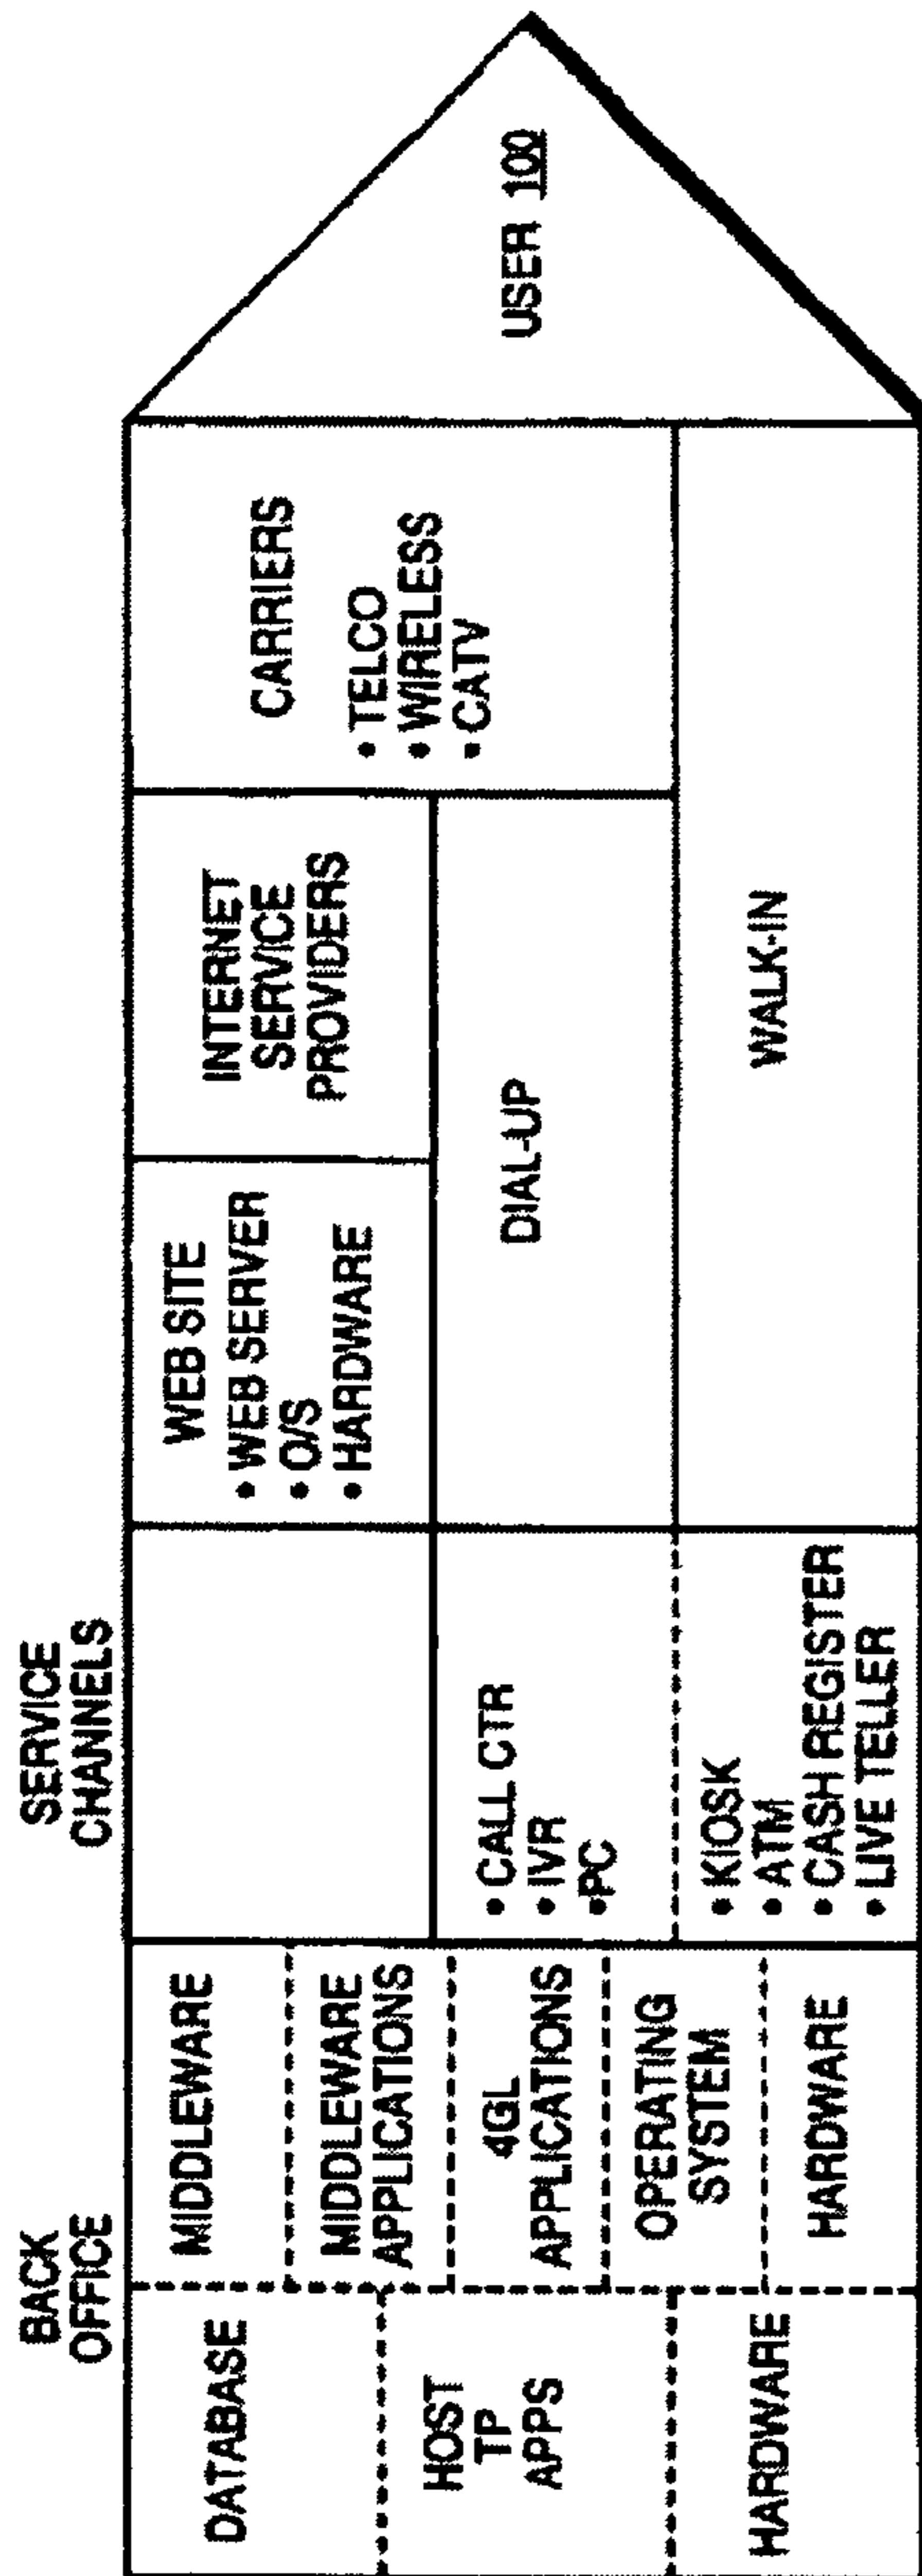 BACK
OFFICE
SERVICE
CHANNELS
DATABASE
HOST
TP
APPS
HARDWARE
MIDDLEWARE
MIDDLEWARE
APPLICATIONS
4GL
APPLICATIONS
OPERATING
SYSTEM
HARDWARE
• CALL CTR
• IVR
• PC
• KIOSK
• ATM
• CASH REGISTER
• LIVE TELLER
WEB SITE
• WEB SERVER
• O/S
• HARDWARE
INTERNET
SERVICE
PROVIDERS
DIAL-UP
WALK-IN
CARRIERS
• TELCO
• WIRELESS
• CATV
USER 100